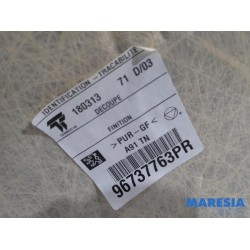 IDENTIFICATION - TRACABILITE
180313 71 D/03
DECOUPE
FINITION
>PUR-GF<
A91 TN
96737763PR
MARESIA